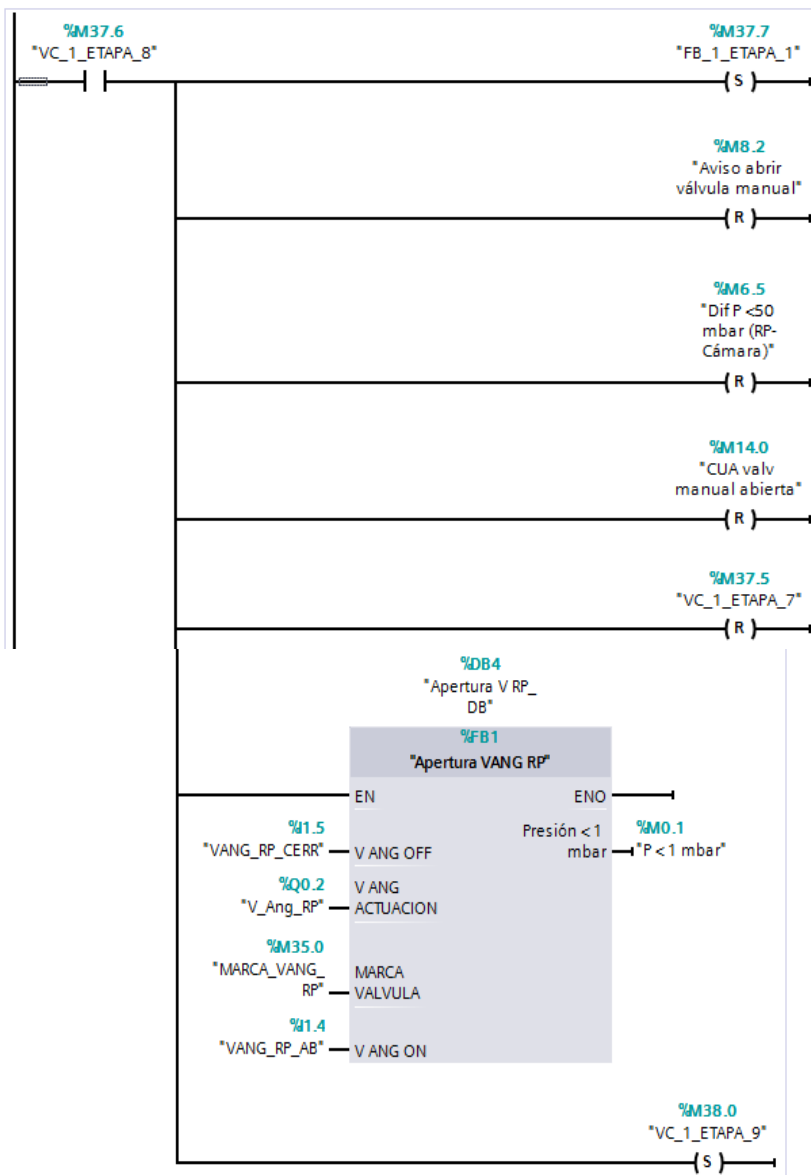 %M37.6
"VC_1_ETAPA_8"
%M37.7
"FB_1_ETAPA_1"
S
%M8.2
"Aviso abrir
válvula manual"
R
%M6.5
"Dif P <50
mbar (RP-
Cámara)"
R
%M14.0
"CUA valv
manual abierta"
R
%M37.5
"VC_1_ETAPA_7"
R
%DB4
"Apertura V RP_
DB"
%FB1
"Apertura VANG RP"
EN
ENO
%I1.5
"VANG_RP_CERR"
V ANG OFF
Presión < 1
mbar
%M0.1
"P < 1 mbar"
%Q0.2
"V_Ang_RP"
V ANG
ACTUACION
%M35.0
"MARCA_VANG_
RP"
MARCA
VALVULA
%I1.4
"VANG_RP_AB"
V ANG ON
%M38.0
"VC_1_ETAPA_9"
S